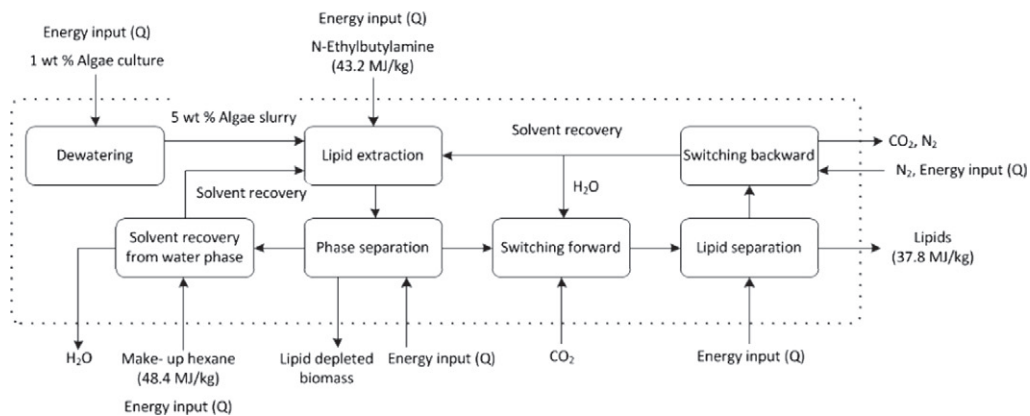 Energy input (Q)
1 wt % Algae culture
Energy input (Q)
N-Ethylbutylamine
(43.2 MJ/kg)
Dewatering
5 wt % Algae slurry
Lipid extraction
Solvent recovery
Switching backward
CO₂, N₂
N₂, Energy input (Q)
Solvent recovery
H₂O
Solvent recovery
from water phase
Phase separation
Switching forward
Lipid separation
Lipids
(37.8 MJ/kg)
H₂O
Make- up hexane
(48.4 MJ/kg)
Energy input (Q)
Lipid depleted
biomass
Energy input (Q)
CO₂
Energy input (Q)